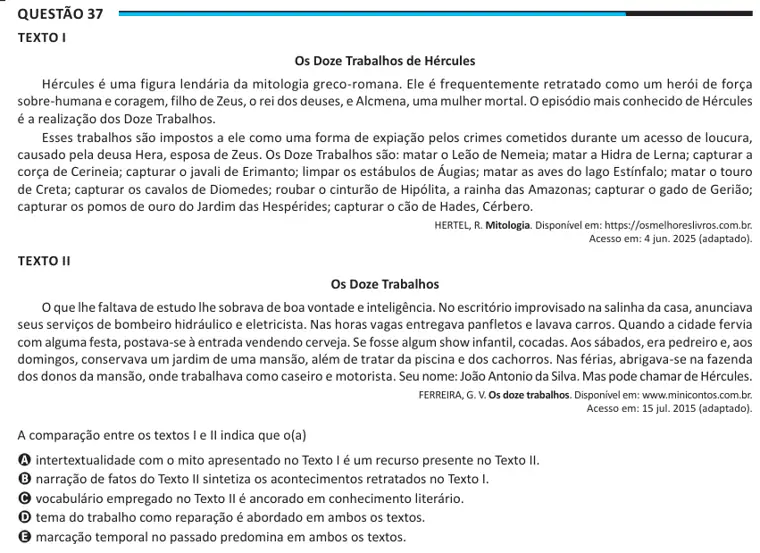 QUESTÃO 37
TEXTO I
Os Doze Trabalhos de Hércules
Hércules é uma figura lendária da mitologia greco-romana. Ele é frequentemente retratado como um herói de força
sobre-humana e coragem, filho de Zeus, o rei dos deuses, e Alcmena, uma mulher mortal. O episódio mais conhecido de Hércules
é a realização dos Doze Trabalhos.
Esses trabalhos são impostos a ele como uma forma de expiação pelos crimes cometidos durante um acesso de loucura,
causado pela deusa Hera, esposa de Zeus. Os Doze Trabalhos são: matar o Leão de Nemeia; matar a Hidra de Lerna; capturar a
corça de Cerineia; capturar o javali de Erimanto; limpar os estábulos de Áugias; matar as aves do lago Estínfalo; matar o touro
de Creta; capturar os cavalos de Diomedes; roubar o cinturão de Hipólita, a rainha das Amazonas; capturar o gado de Gerião;
capturar os pomos de ouro do Jardim das Hespérides; capturar o cão de Hades, Cérbero.
HERTEL, R. Mitologia. Disponível em: https://osmelhoreslivros.com.br.
Acesso em: 4 jun. 2025 (adaptado).
TEXTO II
Os Doze Trabalhos
O que lhe faltava de estudo lhe sobrava de boa vontade e inteligência. No escritório improvisado na salinha da casa, anunciava
seus serviços de bombeiro hidráulico e eletricista. Nas horas vagas entregava panfletos e lavava carros. Quando a cidade fervia
com alguma festa, postava-se à entrada vendendo cerveja. Se fosse algum show infantil, cocadas. Aos sábados, era pedreiro e, aos
domingos, conservava um jardim de uma mansão, além de tratar da piscina e dos cachorros. Nas férias, abrigava-se na fazenda
dos donos da mansão, onde trabalhava como caseiro e motorista. Seu nome: João Antonio da Silva. Mas pode chamar de Hércules.
FERREIRA, G. V. Os doze trabalhos. Disponível em: www.minicontos.com.br.
Acesso em: 15 jul. 2015 (adaptado).
A comparação entre os textos I e II indica que o(a)
A intertextualidade com o mito apresentado no Texto I é um recurso presente no Texto II.
B narração de fatos do Texto II sintetiza os acontecimentos retratados no Texto I.
C vocabulário empregado no Texto II é ancorado em conhecimento literário.
D tema do trabalho como reparação é abordado em ambos os textos.
E marcação temporal no passado predomina em ambos os textos.